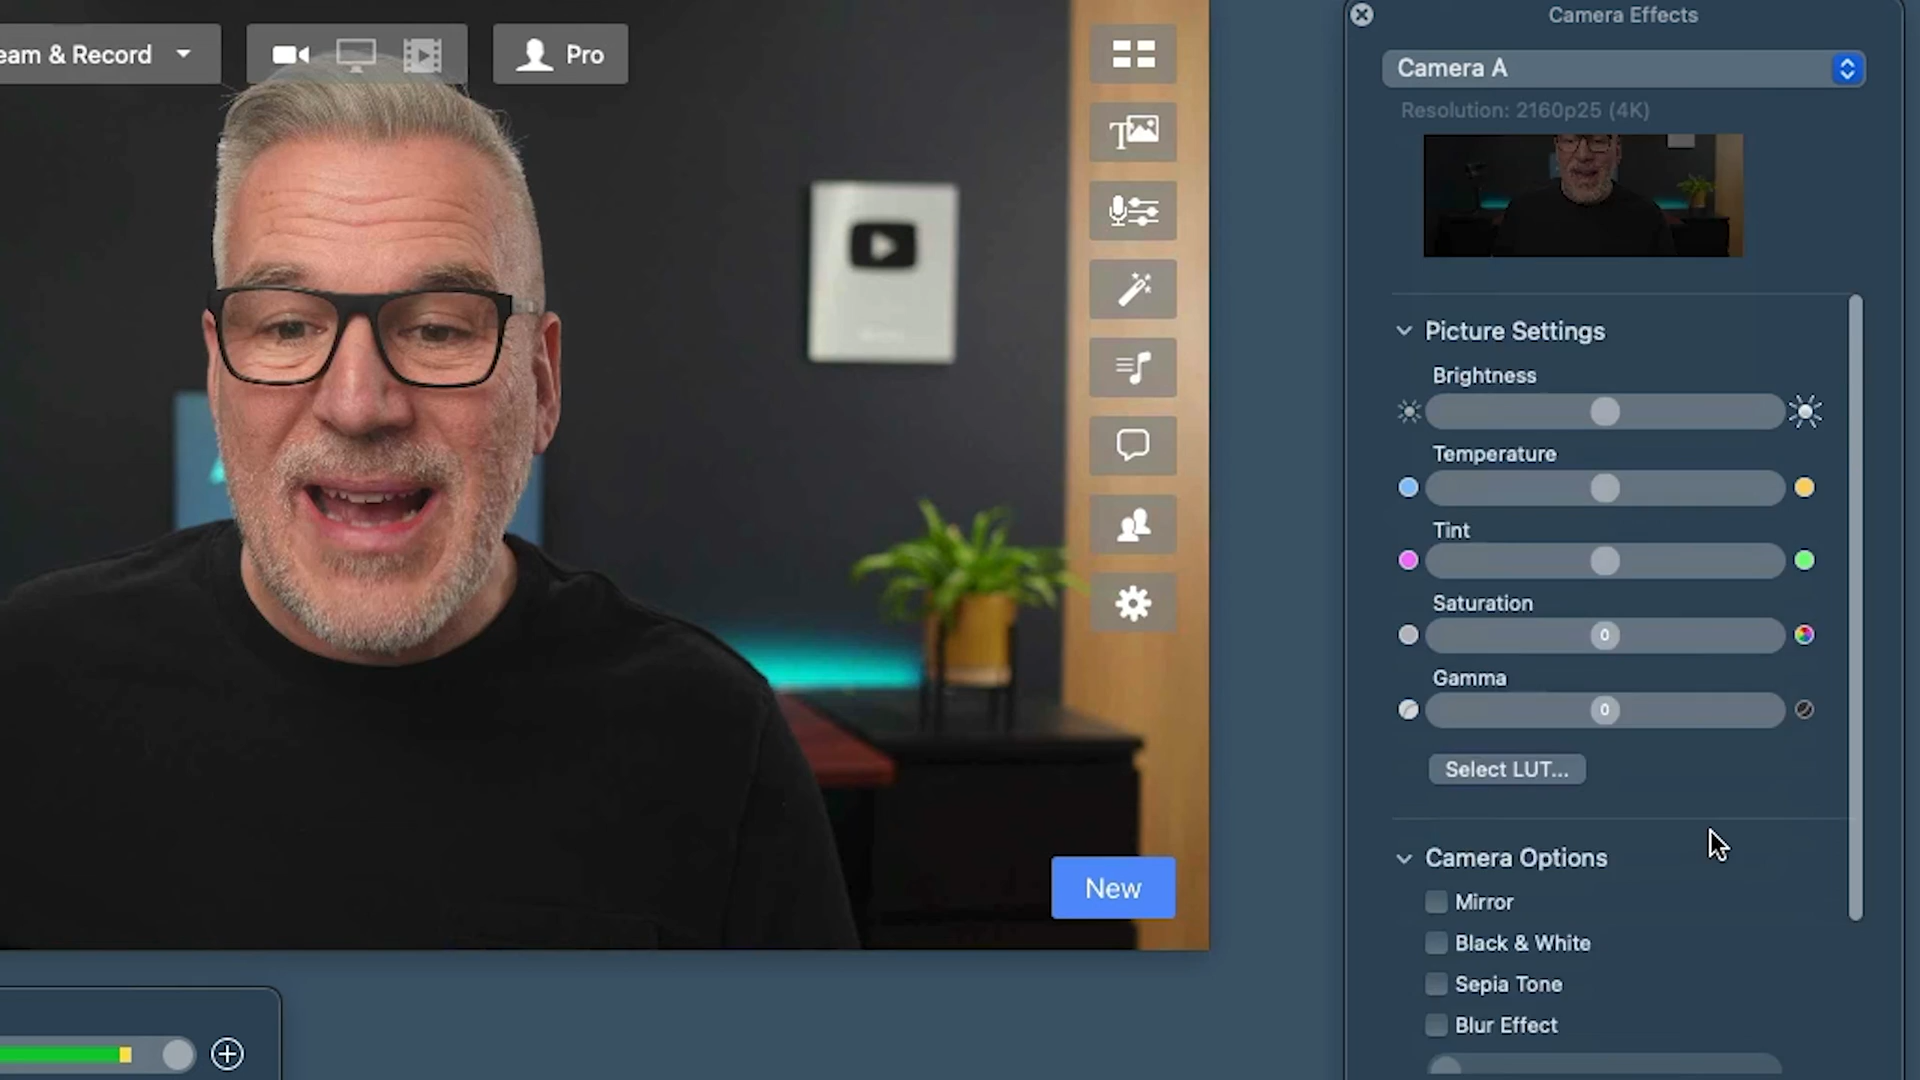 eam & Record
Pro
New
Camera Effects
Camera A
Resolution: 2160p25 (4K)
Picture Settings
Brightness
Temperature
Tint
Saturation
0
Gamma
0
Select LUT...
Camera Options
Mirror
Black & White
Sepia Tone
Blur Effect